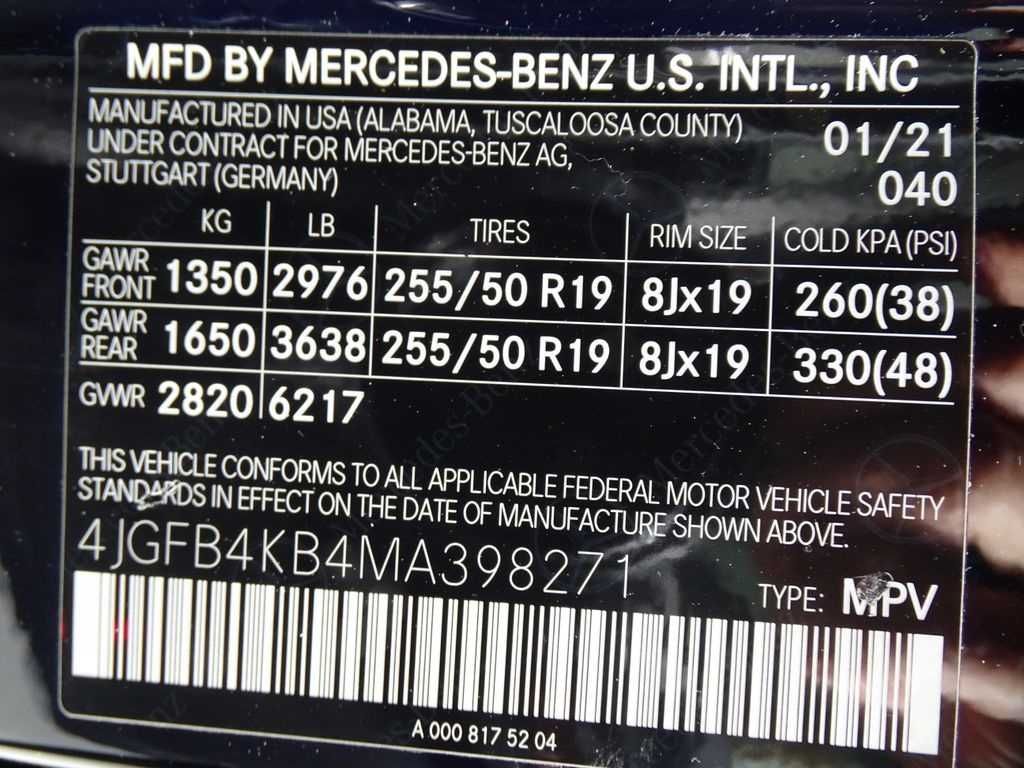 MFD BY MERCEDES-BENZ U.S. INTL., INC
MANUFACTURED IN USA (ALABAMA, TUSCALOOSA COUNTY)
UNDER CONTRACT FOR MERCEDES-BENZ AG,
STUTTGART (GERMANY)
01/21
040
KG LB TIRES RIM SIZE COLD KPA (PSI)
GAWR FRONT 1350 2976 255/50 R19 8Jx19 260(38)
GAWR REAR 1650 3638 255/50 R19 8Jx19 330(48)
GVWR 2820 6217
THIS VEHICLE CONFORMS TO ALL APPLICABLE FEDERAL MOTOR VEHICLE SAFETY
STANDARDS IN EFFECT ON THE DATE OF MANUFACTURE SHOWN ABOVE.
4JGFB4KB4MA398271
TYPE: MPV
A 000 817 52 04